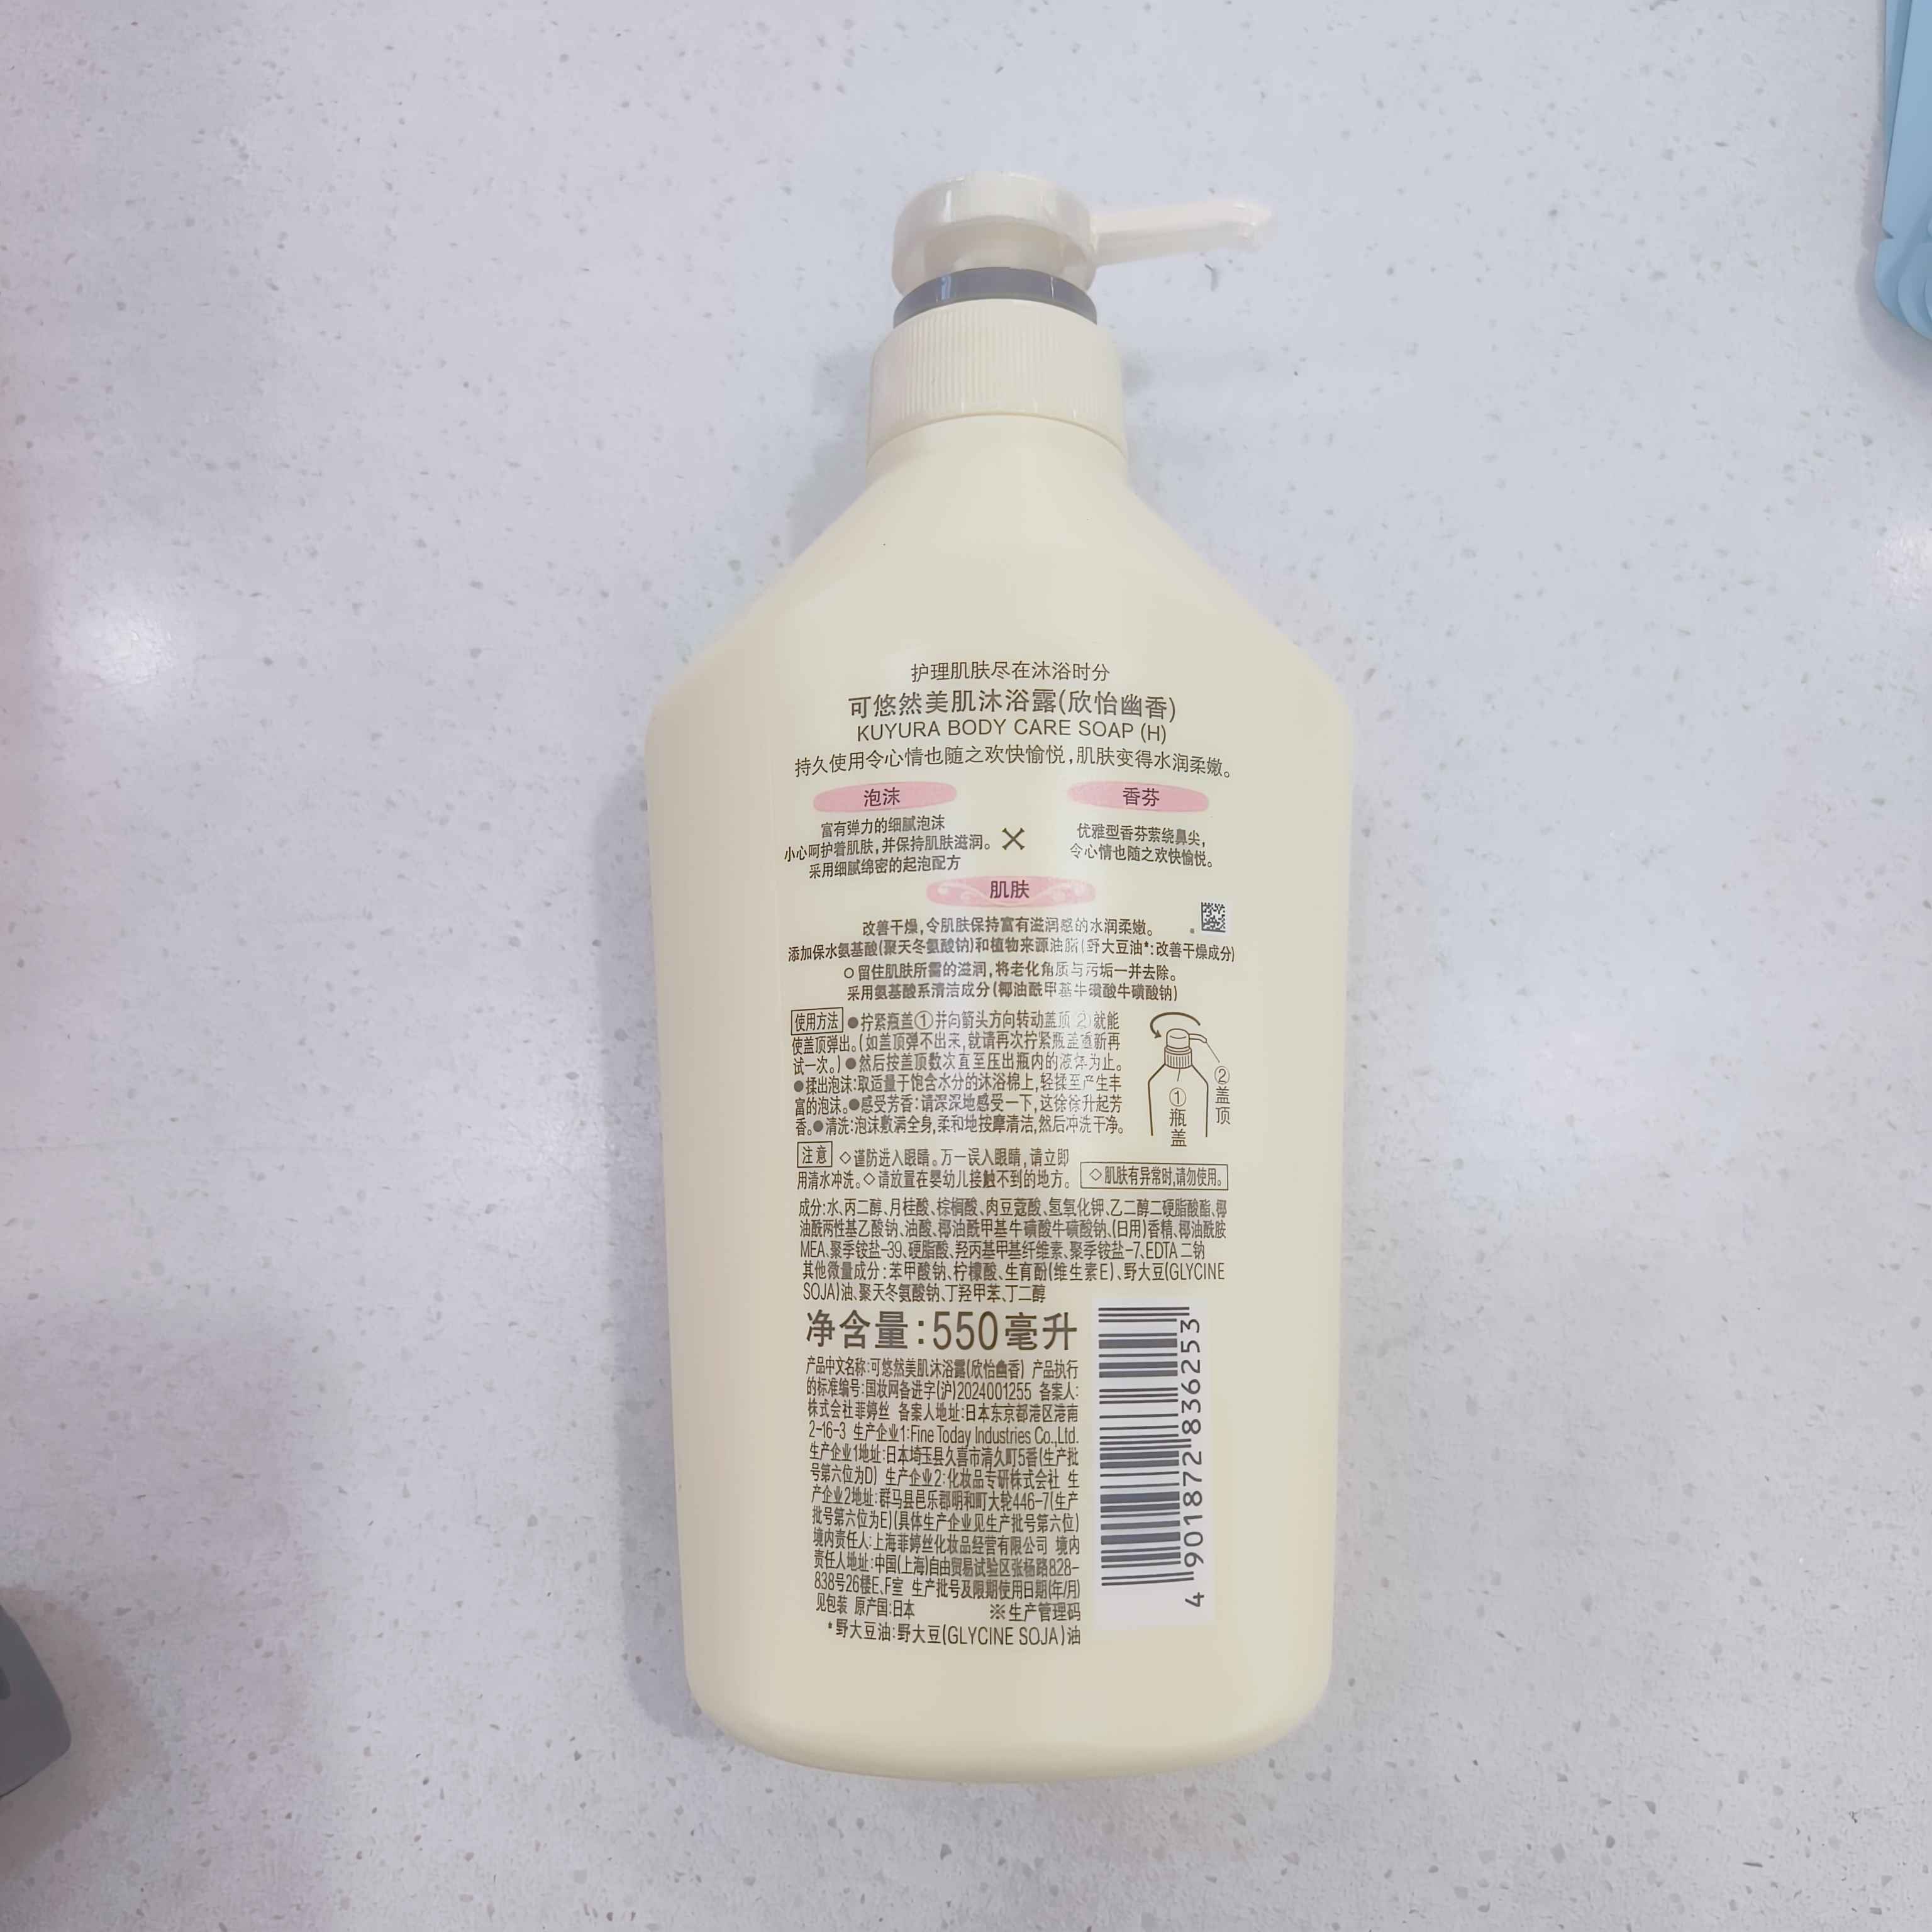 护理肌肤尽在沐浴时分
可悠然美肌沐浴露(欣怡幽香)
KUYURA BODY CARE SOAP (H)
持久使用令心情也随之欢快愉悦,肌肤变得水润柔嫩。
泡沫
富有弹力的细腻泡沫
小心呵护着肌肤,并保持肌肤滋润。
采用细腻绵密的起泡配方
×
香芬
优雅型香芬萦绕鼻尖,
令心情也随之欢快愉悦。
肌肤
改善干燥,令肌肤保持富有滋润感的水润柔嫩。
添加保水氨基酸(聚天冬氨酸钠)和植物来源油脂(野大豆油*:改善干燥成分)
○留住肌肤所需的滋润,将老化角质与污垢一并去除。
采用氨基酸系清洁成分(椰油酰甲基牛磺酸牛磺酸钠)
使用方法 ●拧紧瓶盖①并向箭头方向转动盖顶②就能
使盖顶弹出。(如盖顶弹不出来,就请再次拧紧瓶盖重新再
试一次。)●然后按盖顶数次直至压出瓶内的液体为止。
●揉出泡沫:取适量于饱含水分的沐浴棉上,轻揉至产生丰
富的泡沫。●感受芳香:请深深地感受一下,这徐徐升起芳
香。●清洗:泡沫敷满全身,柔和地按摩清洁,然后冲洗干净。
①瓶盖
②盖顶
注意 ◇谨防进入眼睛。万一误入眼睛,请立即
用清水冲洗。◇请放置在婴幼儿接触不到的地方。 ◇肌肤有异常时,请勿使用。
成分:水、丙二醇、月桂酸、棕榈酸、肉豆蔻酸、氢氧化钾、乙二醇二硬脂酸酯、椰
油酰两性基乙酸钠、油酸、椰油酰甲基牛磺酸牛磺酸钠、(日用)香精、椰油酰胺
MEA、聚季铵盐-39、硬脂酸、羟丙基甲基纤维素、聚季铵盐-7、EDTA 二钠
其他微量成分:苯甲酸钠、柠檬酸、生育酚(维生素E)、野大豆(GLYCINE
SOJA)油、聚天冬氨酸钠、丁羟甲苯、丁二醇
净含量:550毫升
产品中文名称:可悠然美肌沐浴露(欣怡幽香) 产品执行
的标准编号:国妆网备进字(沪)2024001255 备案人:
株式会社菲婷丝 备案人地址:日本东京都港区港南
2-16-3 生产企业1:Fine Today Industries Co.,Ltd.
生产企业1地址:日本埼玉县久喜市清久町5番(生产批
号第六位为D) 生产企业2:化妆品专研株式会社 生
产企业2地址:群马县邑乐郡明和町大轮446-7(生产
批号第六位为E)(具体生产企业见生产批号第六位)
境内责任人:上海菲婷丝化妆品经营有限公司 境内
责任人地址:中国(上海)自由贸易试验区张杨路828-
838号26楼E、F室 生产批号及限期使用日期(年/月)
见包装 原产国:日本 ※生产管理码
*野大豆油:野大豆(GLYCINE SOJA)油
4 901872 836253